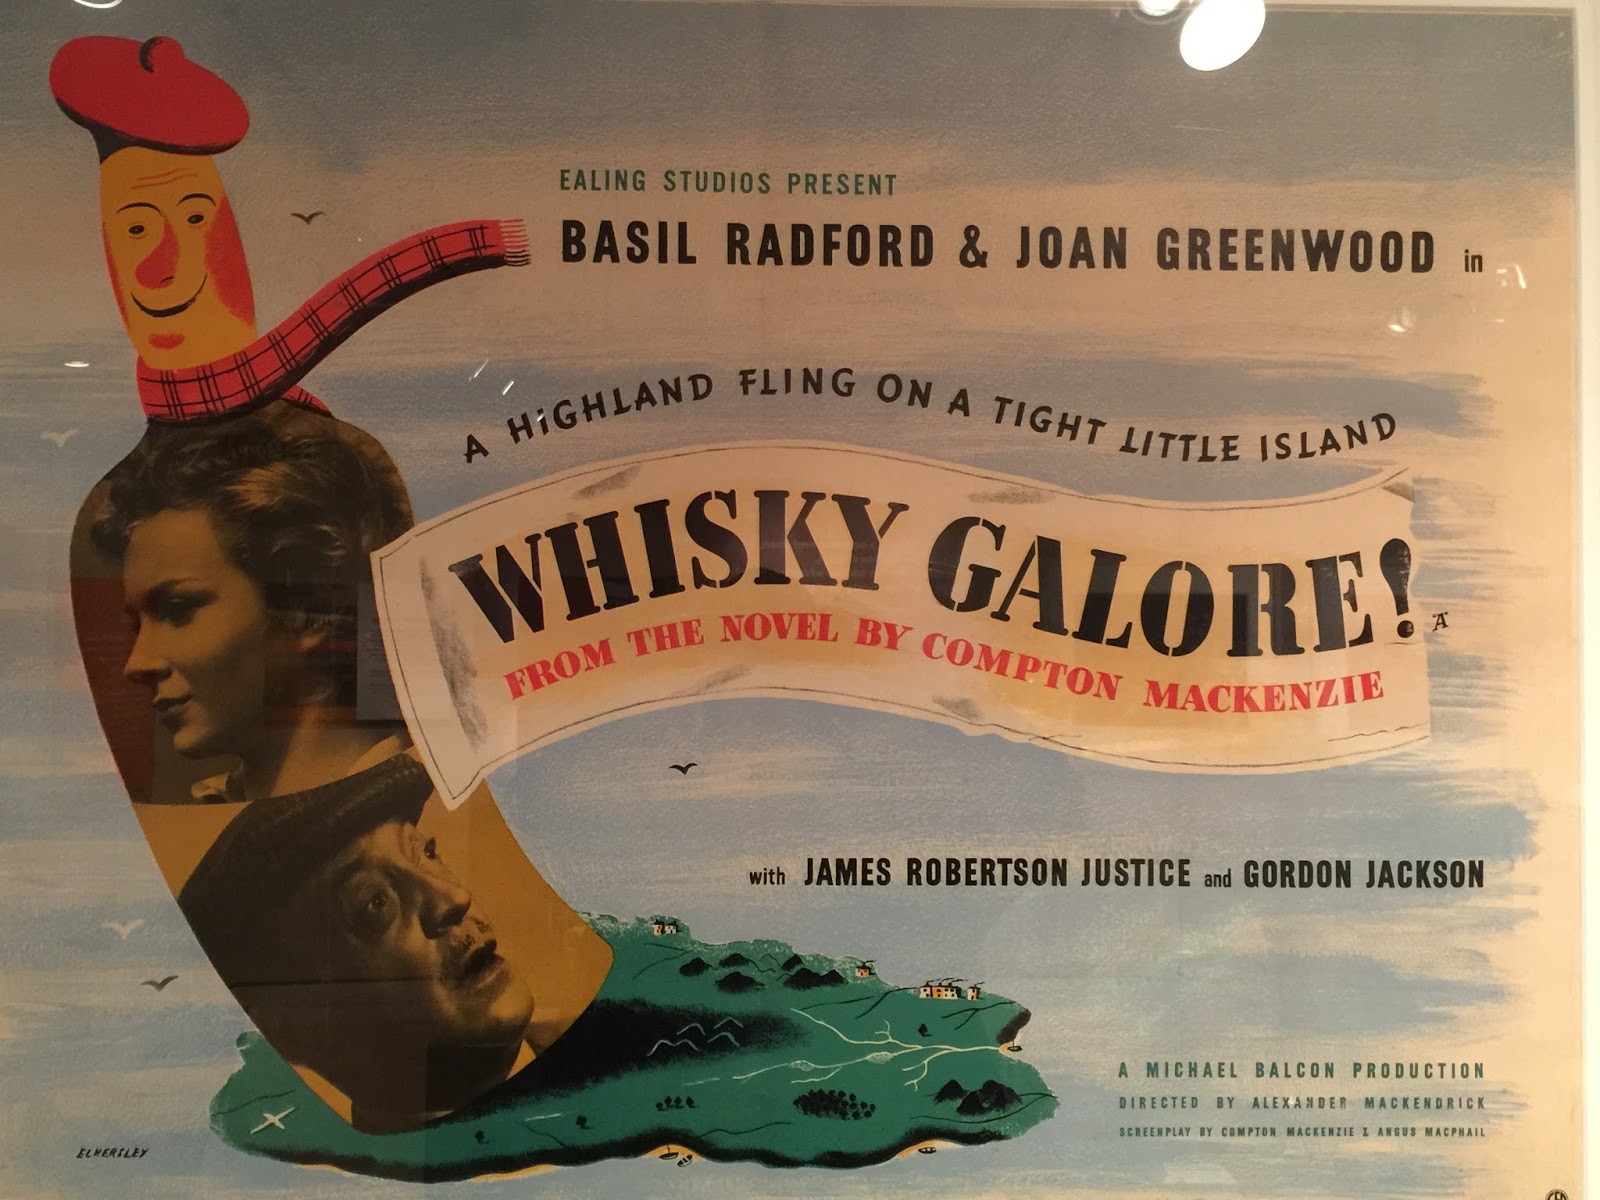 EALING STUDIOS PRESENT
BASIL RADFORD & JOAN GREENWOOD in
A HiGHLAND FLING ON A TIGHT LITTLE ISLAND
WHISKY GALORE! A
FROM THE NOVEL BY COMPTON MACKENZIE
with JAMES ROBERTSON JUSTICE and GORDON JACKSON
A MICHAEL BALCON PRODUCTION
DIRECTED BY ALEXANDER MACKENDRICK
SCREENPLAY BY COMPTON MACKENZIE & ANGUS MACPHAIL